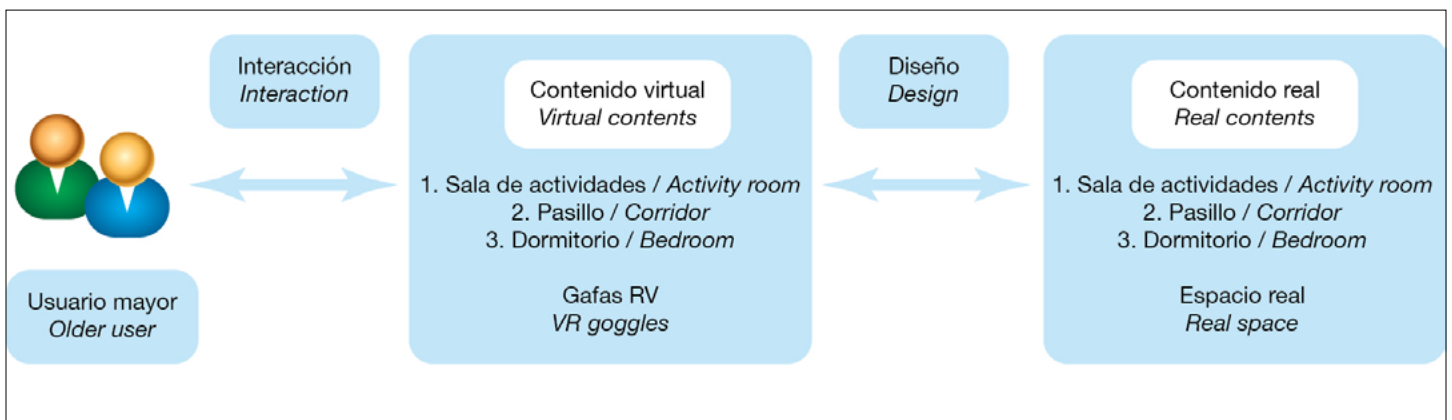 Usuario mayor
Older user
Interacción
Interaction
Contenido virtual
Virtual contents
1. Sala de actividades / Activity room
2. Pasillo / Corridor
3. Dormitorio / Bedroom
Gafas RV
VR goggles
Diseño
Design
Contenido real
Real contents
1. Sala de actividades / Activity room
2. Pasillo / Corridor
3. Dormitorio / Bedroom
Espacio real
Real space